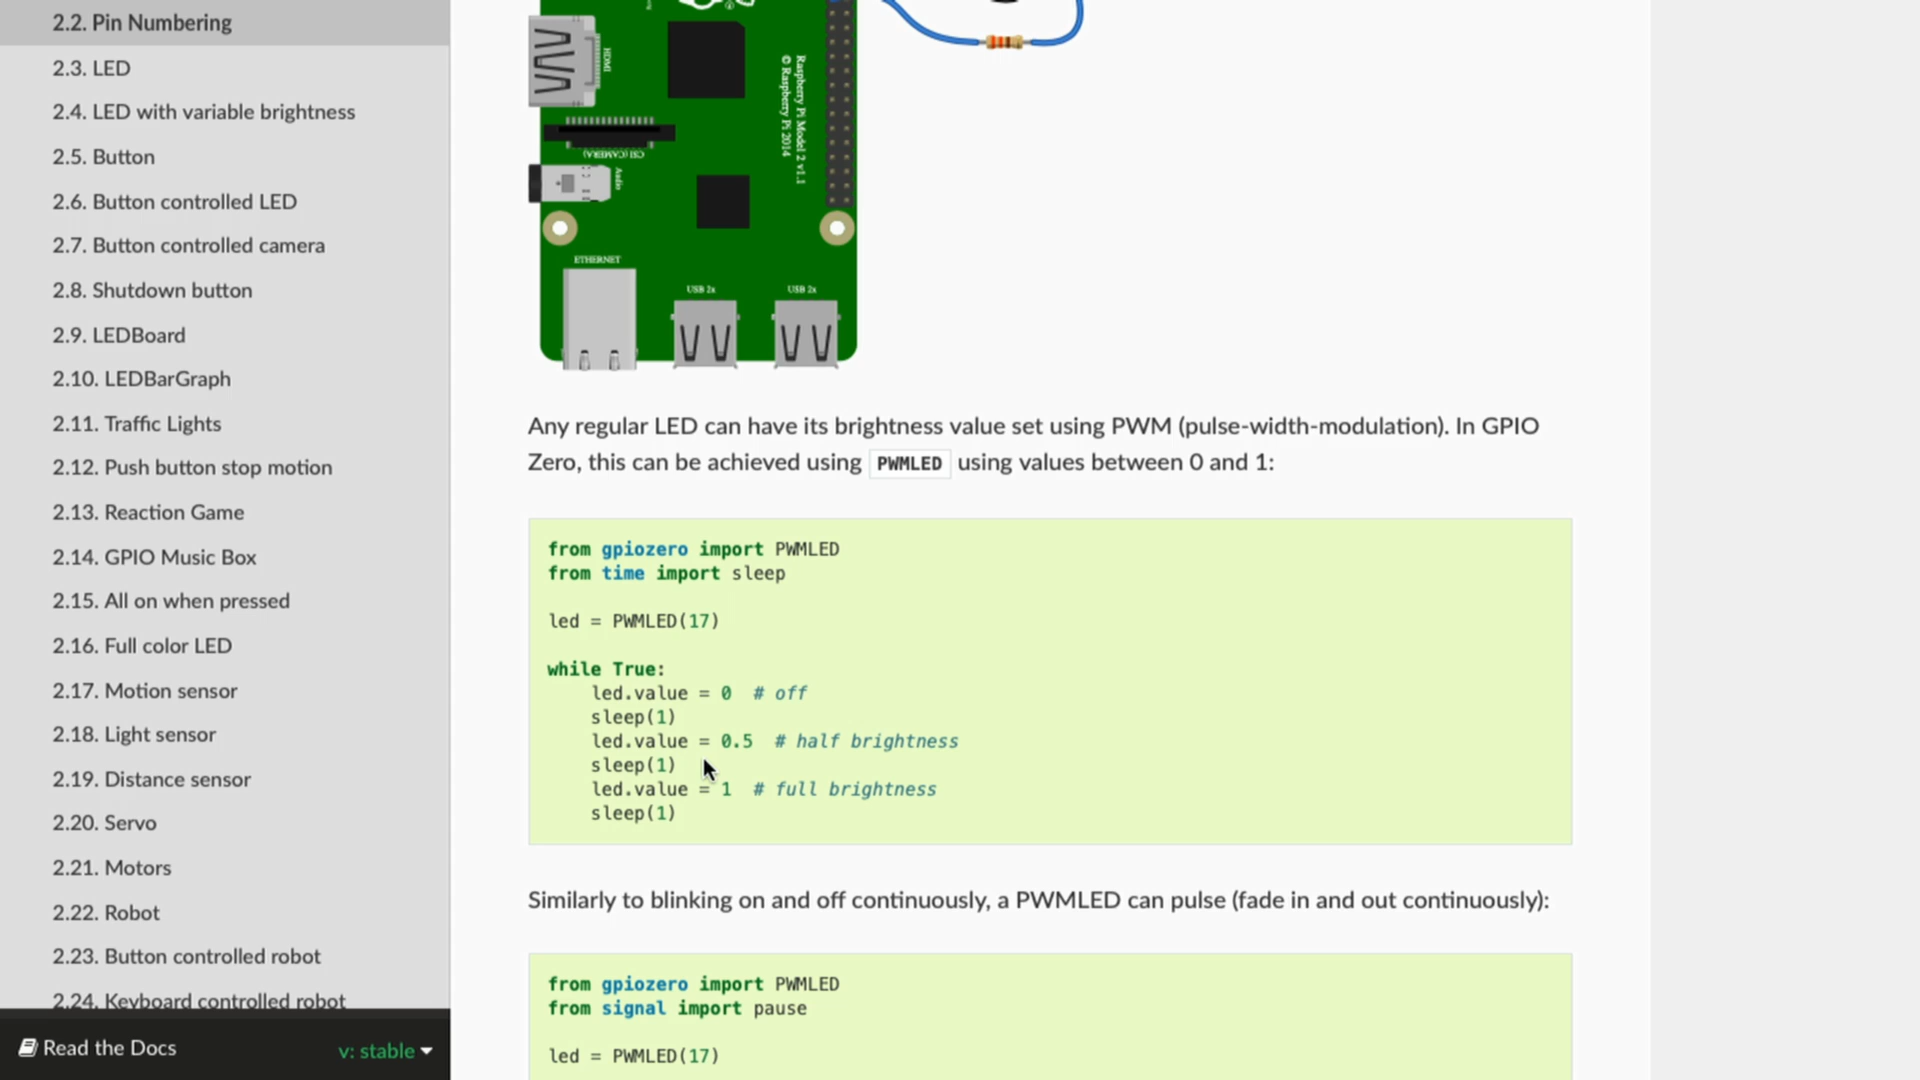 2.2. Pin Numbering
2.3. LED
2.4. LED with variable brightness
2.5. Button
2.6. Button controlled LED
2.7. Button controlled camera
2.8. Shutdown button
2.9. LEDBoard
2.10. LEDBarGraph
2.11. Traffic Lights
2.12. Push button stop motion
2.13. Reaction Game
2.14. GPIO Music Box
2.15. All on when pressed
2.16. Full color LED
2.17. Motion sensor
2.18. Light sensor
2.19. Distance sensor
2.20. Servo
2.21. Motors
2.22. Robot
2.23. Button controlled robot
2.24. Keyboard controlled robot
Read the Docs
v: stable
HDMI
Raspberry Pi Model 2 v1.1
© Raspberry Pi 2014
CSI (CAMERA)
Audio
ETHERNET
USB 2x
USB 2x
Any regular LED can have its brightness value set using PWM (pulse-width-modulation). In GPIO
Zero, this can be achieved using PWMLED using values between 0 and 1:
from gpiozero import PWMLED
from time import sleep
led = PWMLED(17)
while True:
    led.value = 0  # off
    sleep(1)
    led.value = 0.5  # half brightness
    sleep(1)
    led.value = 1  # full brightness
    sleep(1)
Similarly to blinking on and off continuously, a PWMLED can pulse (fade in and out continuously):
from gpiozero import PWMLED
from signal import pause
led = PWMLED(17)